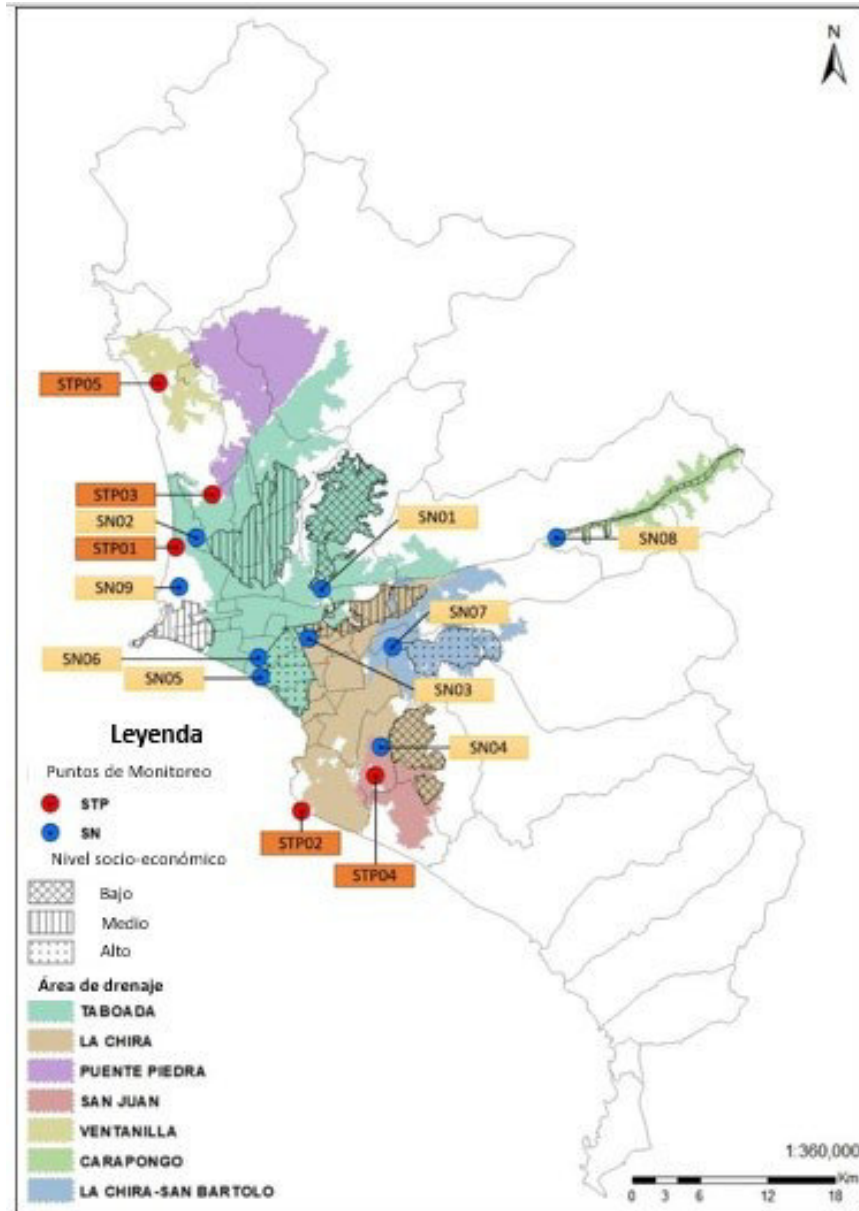 N
STP05
STP03
SN02
SN01
STP01
SN08
SN09
SN07
SN06
SN05
SN03
Leyenda
SN04
Puntos de Monitoreo
STP
SN
STP02
Nivel socio-económico
STP04
Bajo
Medio
Alto
Área de drenaje
TABOADA
LA CHIRA
PUENTE PIEDRA
SAN JUAN
VENTANILLA
CARAPONGO
LA CHIRA-SAN BARTOLO
1:360,000
Km
0 3 6 12 18